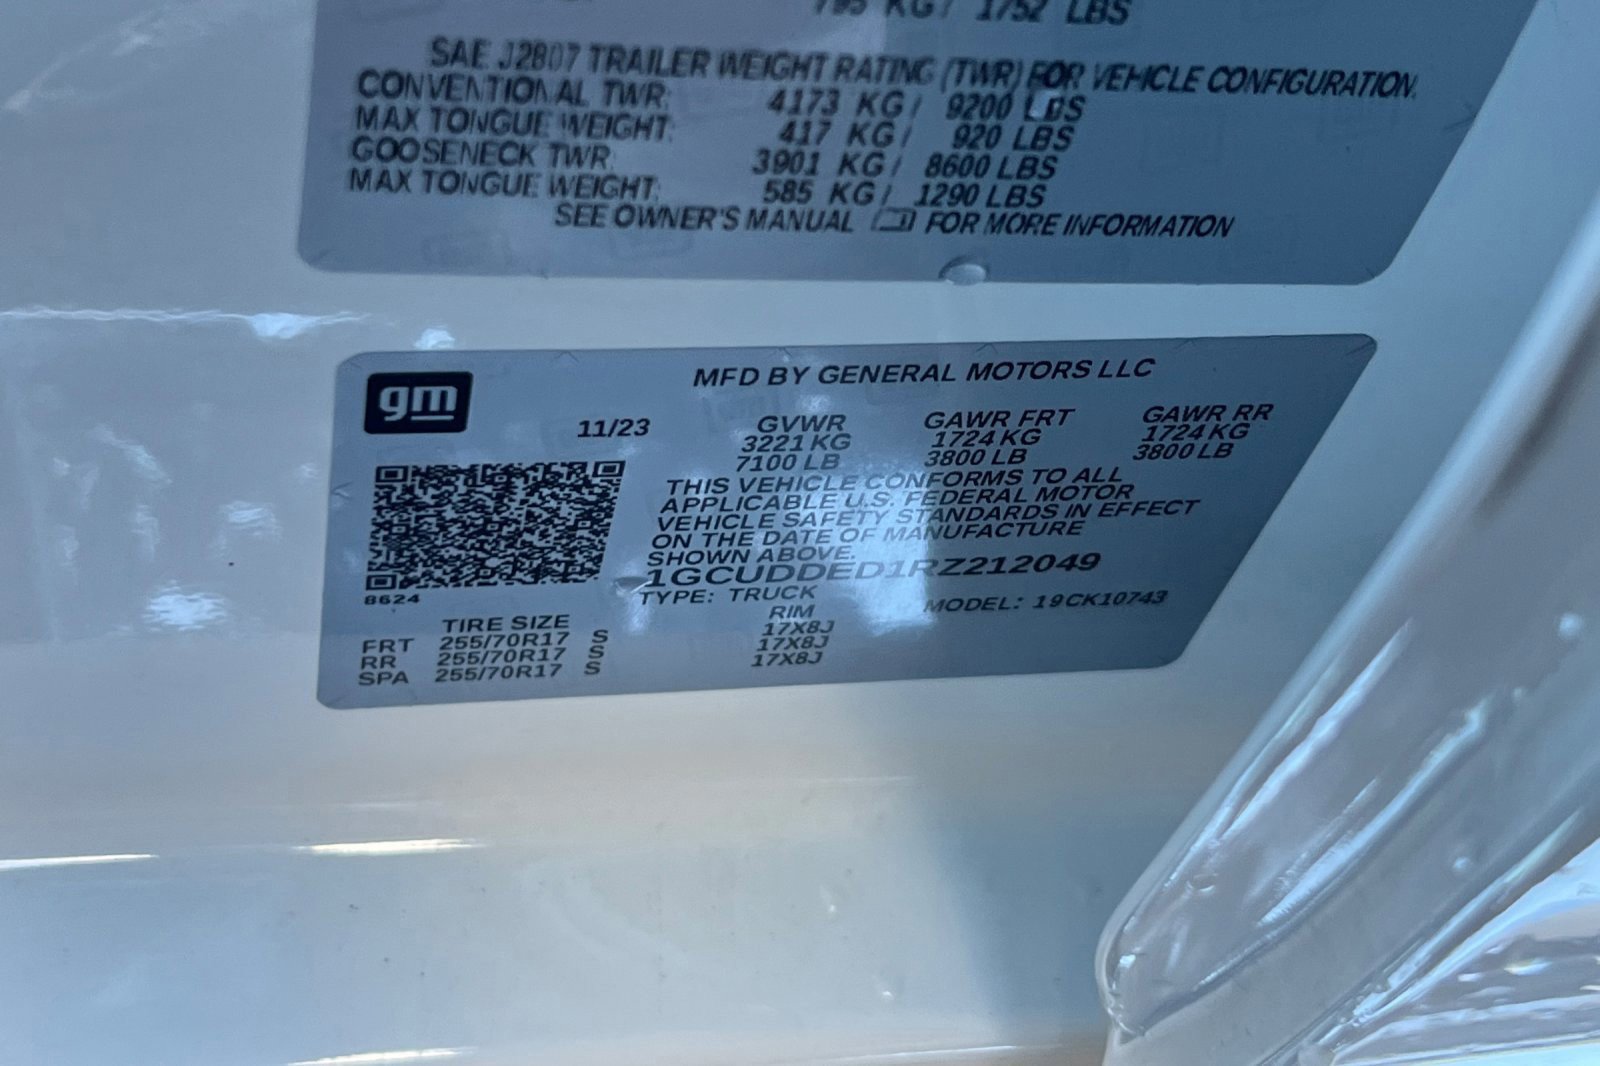 795 KG / 1752 LBS
SAE J2807 TRAILER WEIGHT RATING (TWR) FOR VEHICLE CONFIGURATION.
CONVENTIONAL TWR: 4173 KG / 9200 LBS
MAX TONGUE WEIGHT: 417 KG / 920 LBS
GOOSENECK TWR: 3901 KG / 8600 LBS
MAX TONGUE WEIGHT: 585 KG / 1290 LBS
SEE OWNER'S MANUAL FOR MORE INFORMATION
gm
MFD BY GENERAL MOTORS LLC
11/23 GVWR GAWR FRT GAWR RR
3221 KG 1724 KG 1724 KG
7100 LB 3800 LB 3800 LB
THIS VEHICLE CONFORMS TO ALL
APPLICABLE U.S. FEDERAL MOTOR
VEHICLE SAFETY STANDARDS IN EFFECT
ON THE DATE OF MANUFACTURE
SHOWN ABOVE.
1GCUDDED1RZ212049
8624
TYPE: TRUCK MODEL: 19CK10743
TIRE SIZE RIM
FRT 255/70R17 S 17X8J
RR 255/70R17 S 17X8J
SPA 255/70R17 S 17X8J